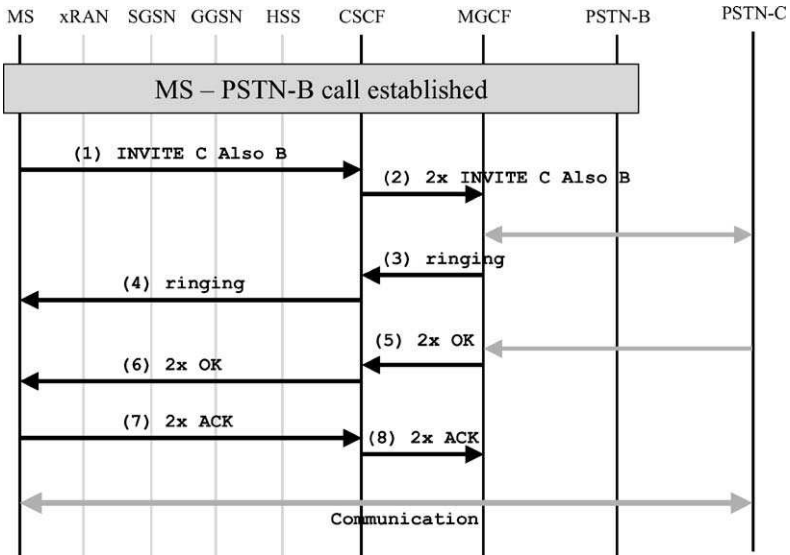 MS xRAN SGSN GGSN HSS CSCF MGCF PSTN-B PSTN-C
MS – PSTN-B call established
(1) INVITE C Also B
(2) 2x INVITE C Also B
(3) ringing
(4) ringing
(5) 2x OK
(6) 2x OK
(7) 2x ACK
(8) 2x ACK
Communication